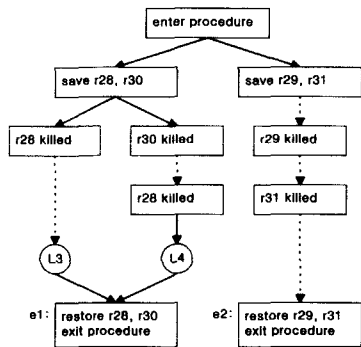 enter procedure
save r28, r30
save r29, r31
r28 killed
r30 killed
r29 killed
r28 killed
r31 killed
L3
L4
e1:
restore r28, r30
exit procedure
e2:
restore r29, r31
exit procedure